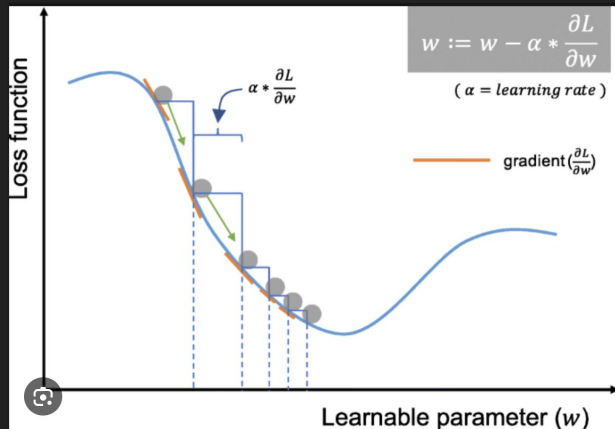 w := w − α * ∂L/∂w
( α = learning rate )
α * ∂L/∂w
gradient(∂L/∂w)
Loss function
Learnable parameter (w)